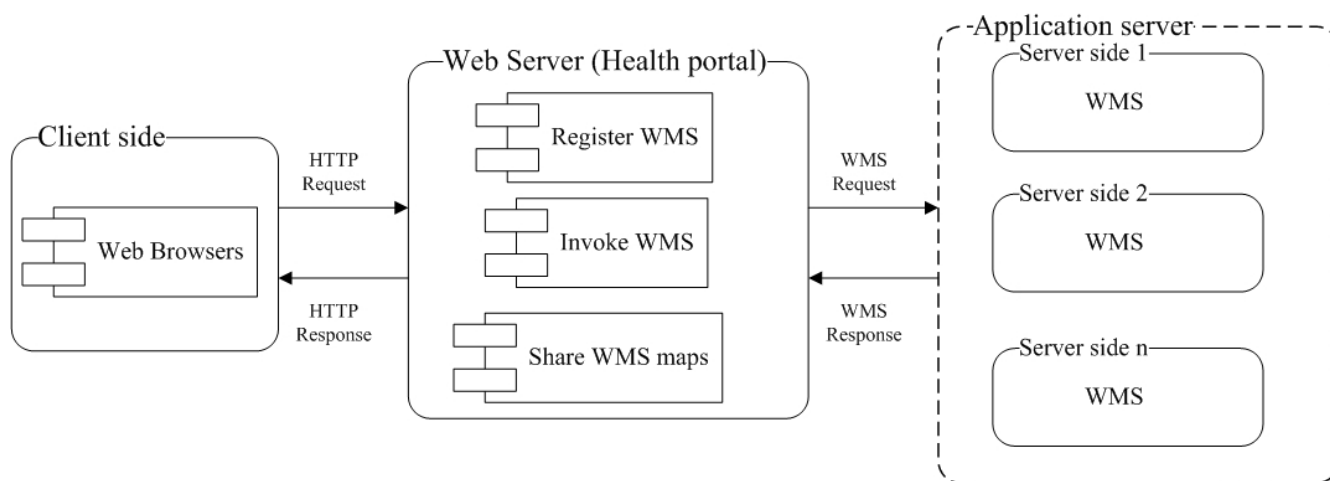 Client side
Web Browsers
HTTP
Request
HTTP
Response
Web Server (Health portal)
Register WMS
Invoke WMS
Share WMS maps
WMS
Request
WMS
Response
Application server
Server side 1
WMS
Server side 2
WMS
Server side n
WMS